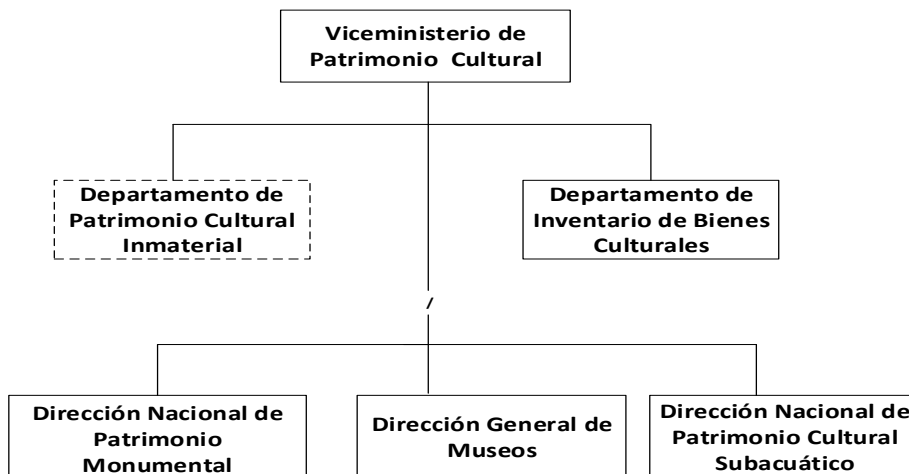 Viceministerio de
Patrimonio Cultural
Departamento de
Patrimonio Cultural
Inmaterial
Departamento de
Inventario de Bienes
Culturales
/
Dirección Nacional de
Patrimonio
Monumental
Dirección General de
Museos
Dirección Nacional de
Patrimonio Cultural
Subacuático